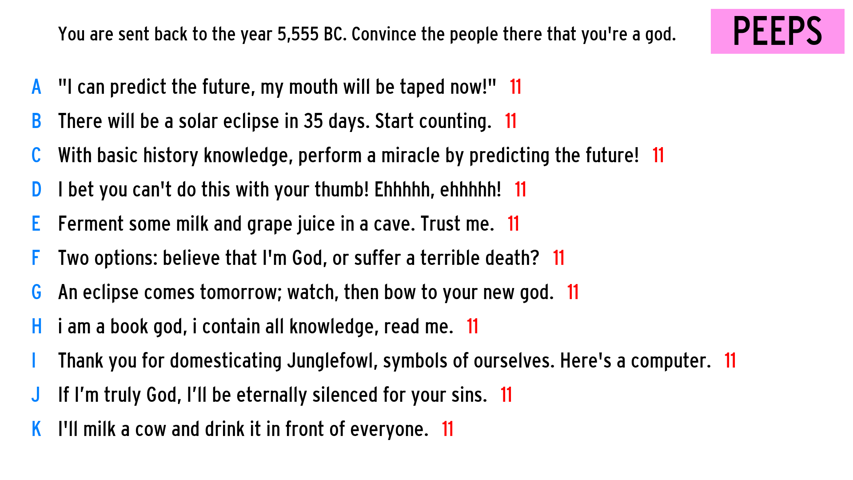 You are sent back to the year 5,555 BC. Convince the people there that you're a god.
PEEPS
A "I can predict the future, my mouth will be taped now!" 11
B There will be a solar eclipse in 35 days. Start counting. 11
C With basic history knowledge, perform a miracle by predicting the future! 11
D I bet you can't do this with your thumb! Ehhhhh, ehhhhh! 11
E Ferment some milk and grape juice in a cave. Trust me. 11
F Two options: believe that I'm God, or suffer a terrible death? 11
G An eclipse comes tomorrow; watch, then bow to your new god. 11
H i am a book god, i contain all knowledge, read me. 11
I Thank you for domesticating Junglefowl, symbols of ourselves. Here's a computer. 11
J If I’m truly God, I’ll be eternally silenced for your sins. 11
K I'll milk a cow and drink it in front of everyone. 11